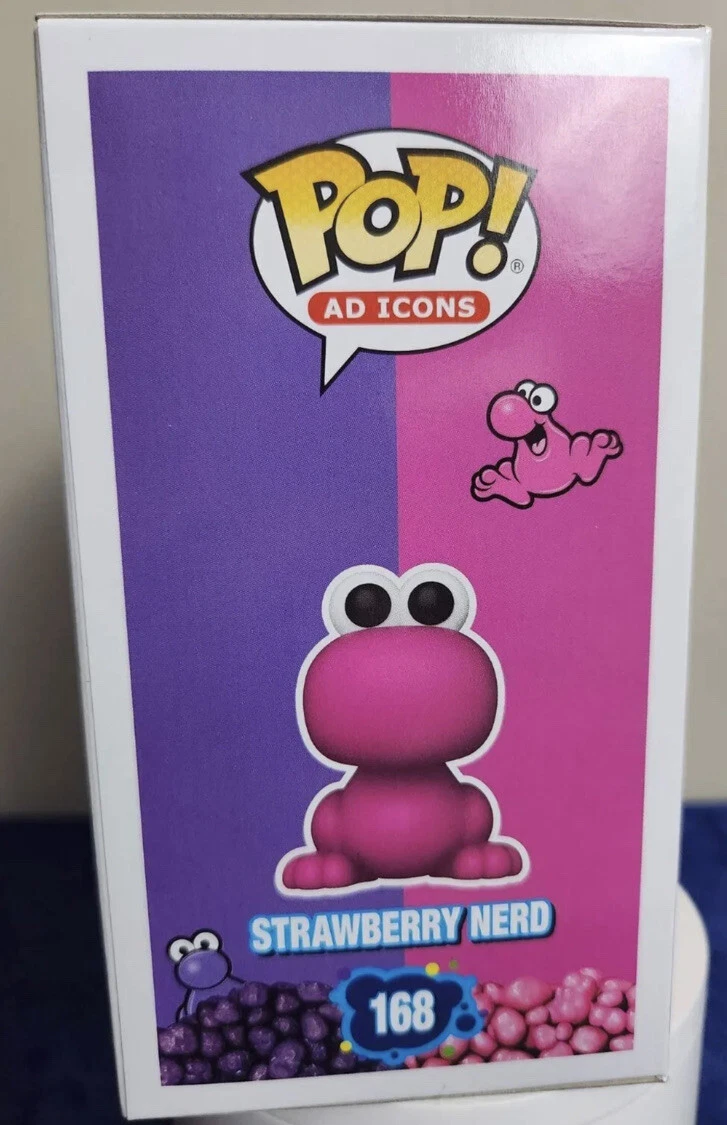 POP!
®
AD ICONS
STRAWBERRY NERD
168